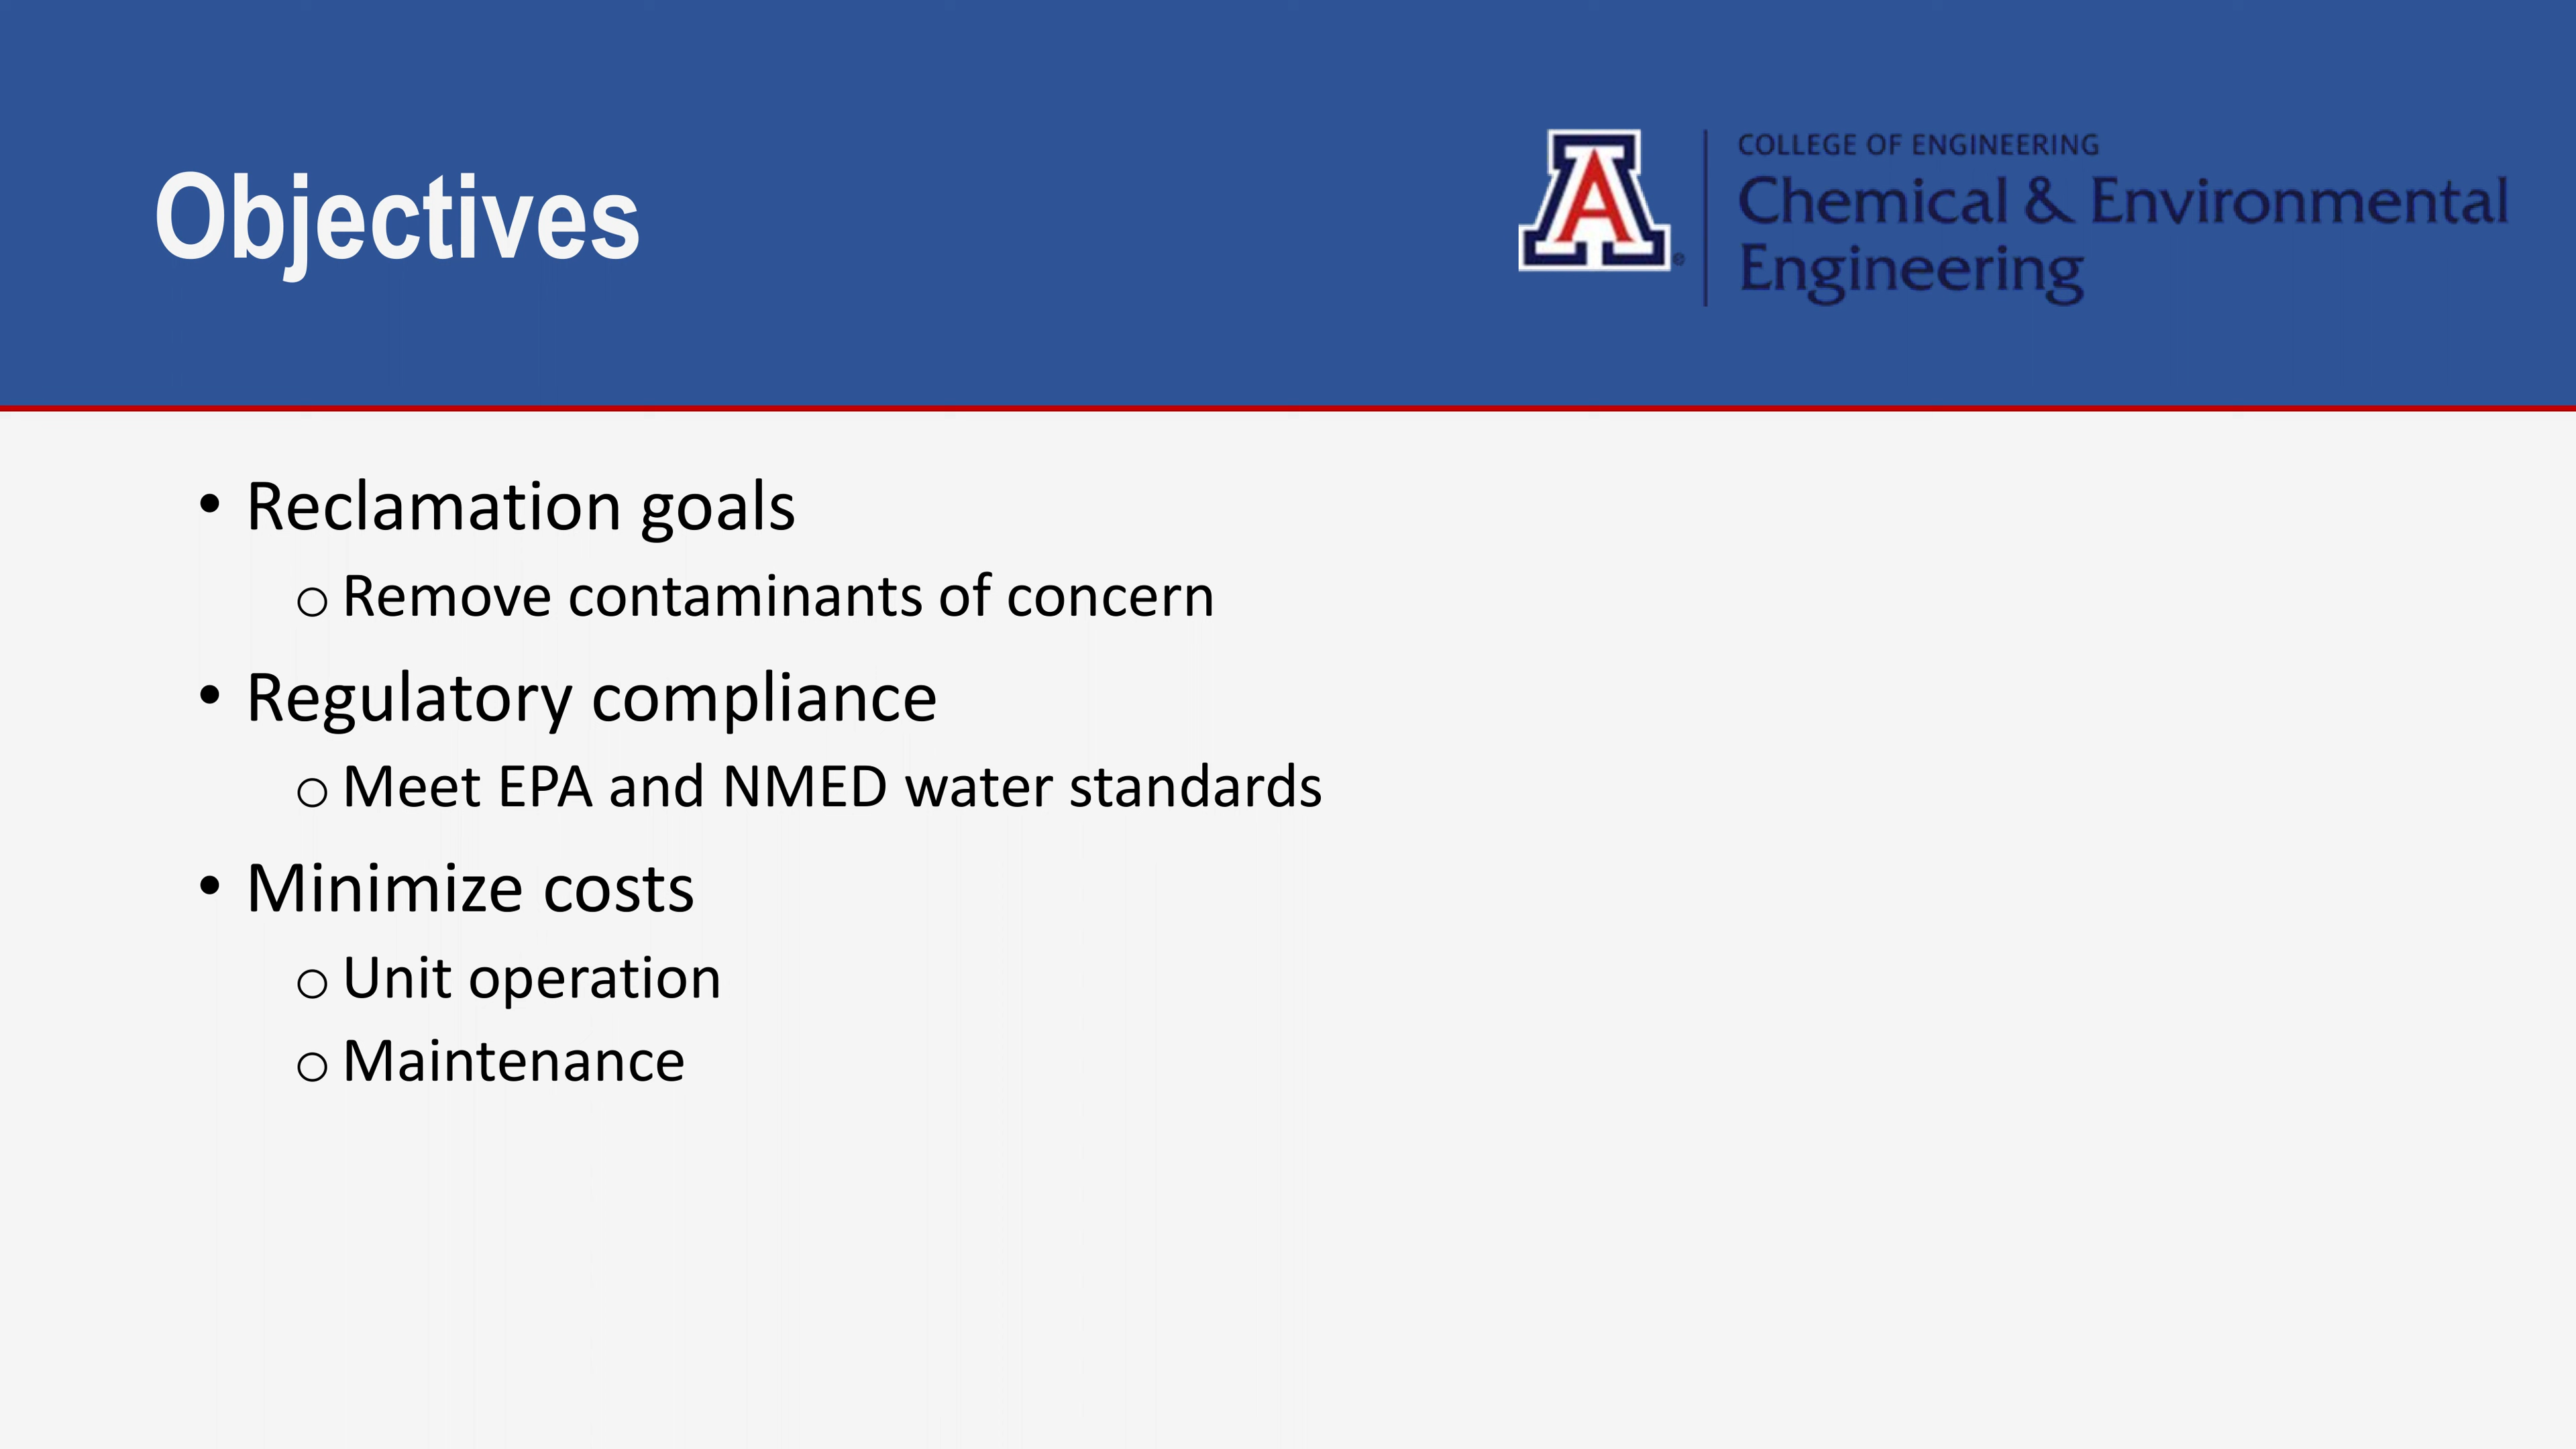 Objectives
A
COLLEGE OF ENGINEERING
Chemical & Environmental
Engineering
• Reclamation goals
o Remove contaminants of concern
• Regulatory compliance
o Meet EPA and NMED water standards
• Minimize costs
o Unit operation
o Maintenance